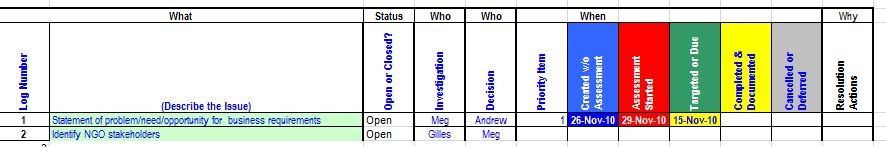 What Status Who Who When Why
Log Number (Describe the Issue) Open or Closed? Investigation Decision Priority Item Created w/o Assessment Assessment Started Targeted or Due Completed & Documented Cancelled or Deferred Resolution Actions
1 Statement of problem/need/opportunity for business requirements Open Meg Andrew 1 26-Nov-10 29-Nov-10 15-Nov-10
2 Identify NGO stakeholders Open Gilles Meg